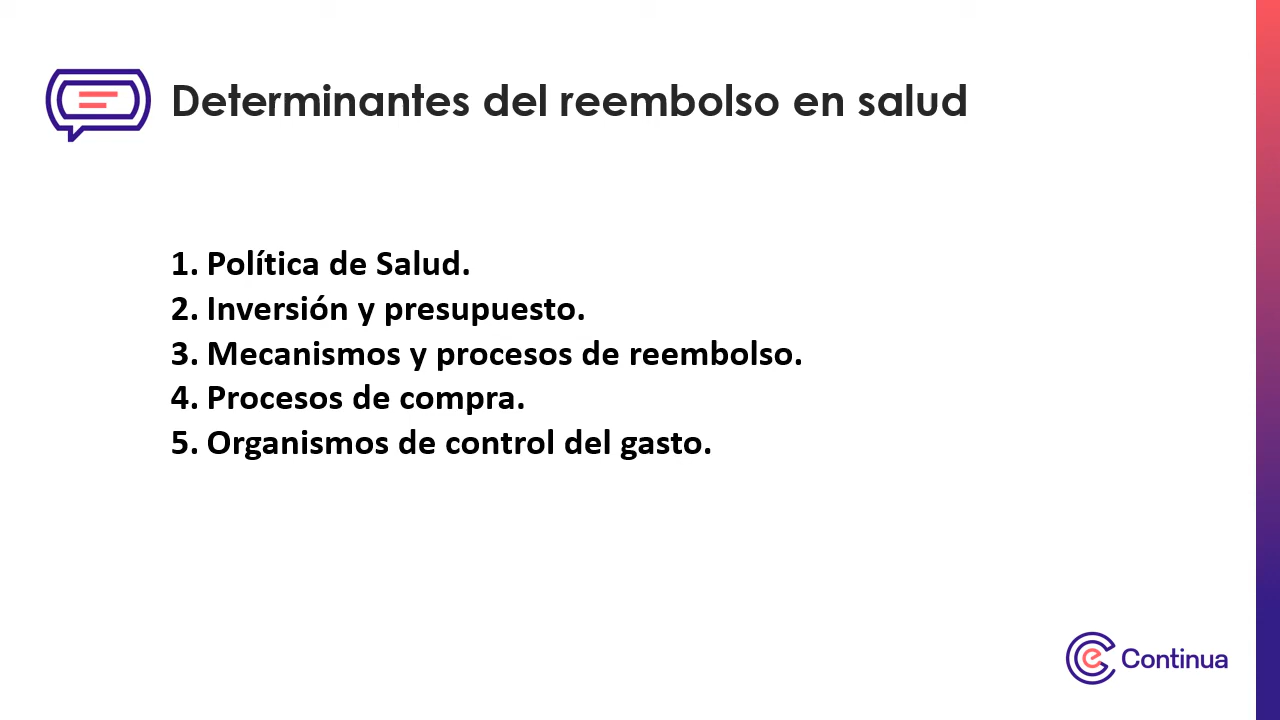 Determinantes del reembolso en salud
1. Política de Salud.
2. Inversión y presupuesto.
3. Mecanismos y procesos de reembolso.
4. Procesos de compra.
5. Organismos de control del gasto.
Continua